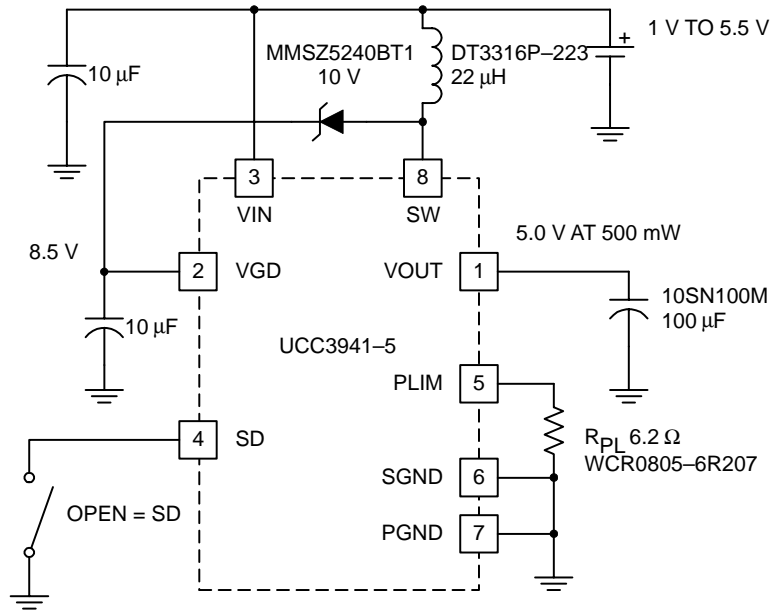 1 V TO 5.5 V
+
MMSZ5240BT1
10 V
DT3316P–223
22 μH
10 μF
3
8
VIN
SW
8.5 V
5.0 V AT 500 mW
2
VGD
VOUT
1
10SN100M
100 μF
10 μF
UCC3941–5
PLIM
5
4
SD
RPL 6.2 Ω
WCR0805–6R207
SGND
6
OPEN = SD
PGND
7